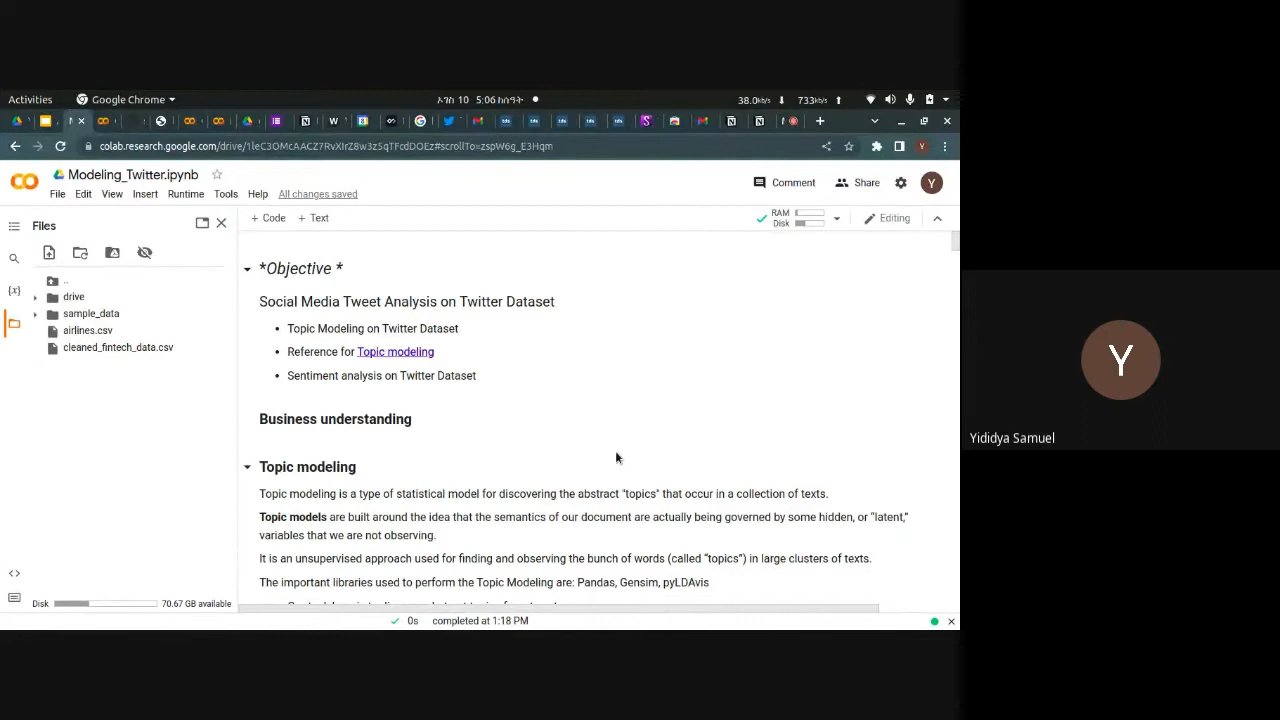 Activities Google Chrome ኦገስ 10 5:06 ከሰዓት 38.0kb/s 733kb/s
colab.research.google.com/drive/1leC3OMcAACZ7RvXIrZ8w3z5qTFcdDOEz#scrollTo=zspW6g_E3Hqm
Modeling_Twitter.ipynb
File Edit View Insert Runtime Tools Help All changes saved
Comment Share Y
Files
+ Code + Text
RAM
Disk
Editing
..
drive
sample_data
airlines.csv
cleaned_fintech_data.csv
Disk 70.67 GB available
*Objective *
Social Media Tweet Analysis on Twitter Dataset
• Topic Modeling on Twitter Dataset
• Reference for Topic modeling
• Sentiment analysis on Twitter Dataset
Business understanding
Topic modeling
Topic modeling is a type of statistical model for discovering the abstract "topics" that occur in a collection of texts.
Topic models are built around the idea that the semantics of our document are actually being governed by some hidden, or “latent,”
variables that we are not observing.
It is an unsupervised approach used for finding and observing the bunch of words (called “topics”) in large clusters of texts.
The important libraries used to perform the Topic Modeling are: Pandas, Gensim, pyLDAvis
0s completed at 1:18 PM
Y
Yididya Samuel